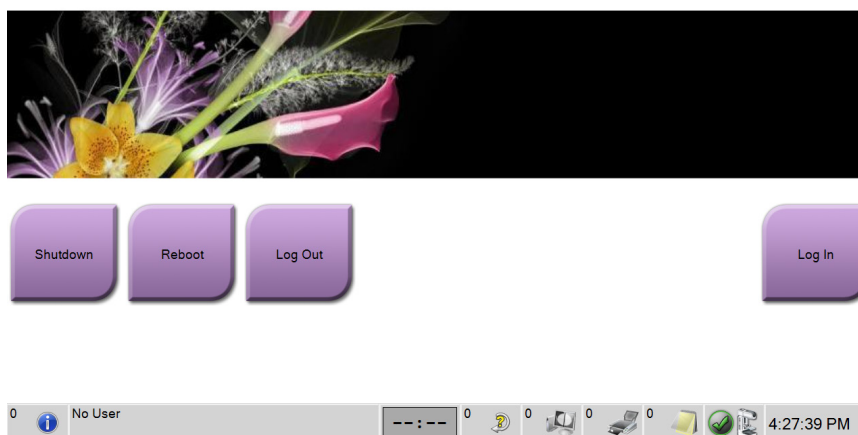 Shutdown
Reboot
Log Out
Log In
0
No User
--:--
0
0
0
0
4:27:39 PM